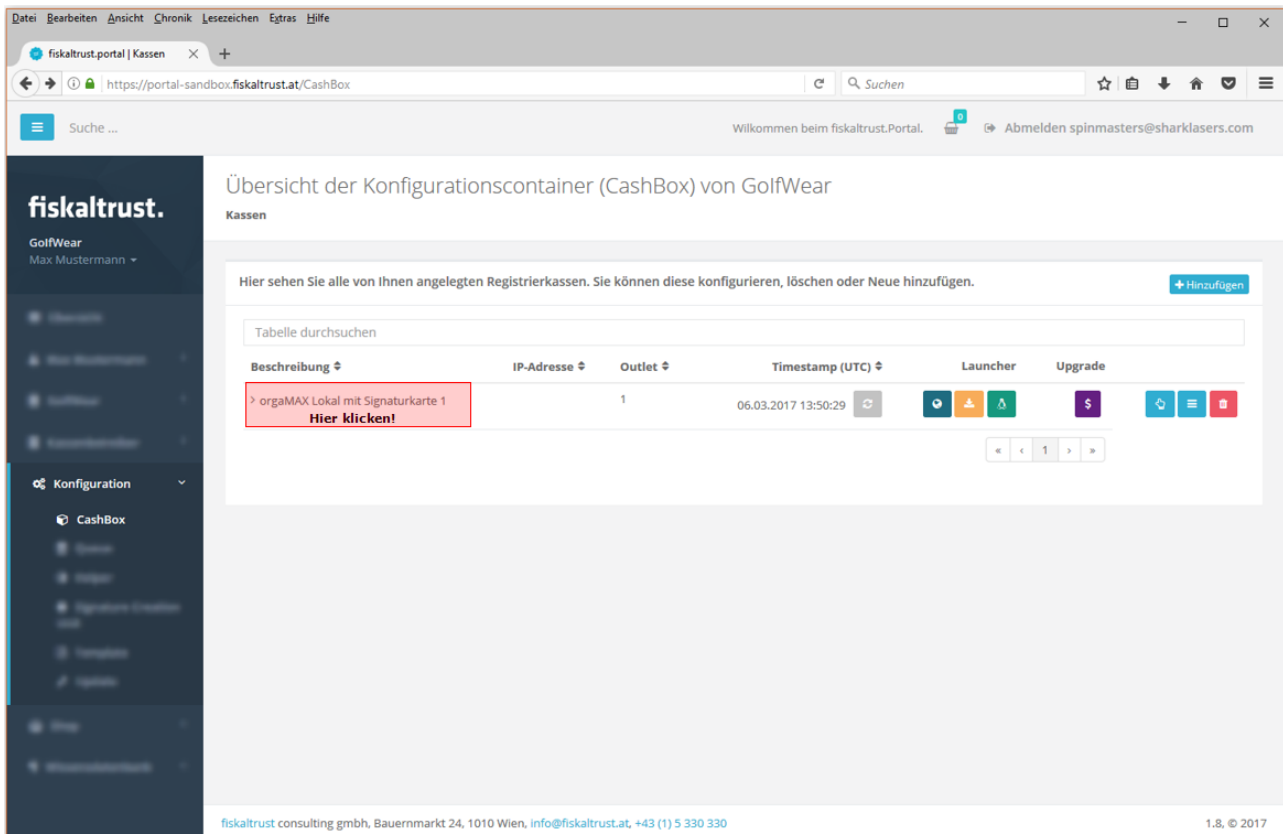 Datei Bearbeiten Ansicht Chronik Lesezeichen Extras Hilfe
fiskaltrust.portal | Kassen
https://portal-sandbox.fiskaltrust.at/CashBox
Suchen
Suche ...
Wilkommen beim fiskaltrust.Portal.
0
Abmelden spinmasters@sharklasers.com
fiskaltrust.
GolfWear
Max Mustermann
Konfiguration
CashBox
Übersicht der Konfigurationscontainer (CashBox) von GolfWear
Kassen
Hier sehen Sie alle von Ihnen angelegten Registrierkassen. Sie können diese konfigurieren, löschen oder Neue hinzufügen.
+ Hinzufügen
Tabelle durchsuchen
Beschreibung IP-Adresse Outlet Timestamp (UTC) Launcher Upgrade
> orgaMAX Lokal mit Signaturkarte 1 1 06.03.2017 13:50:29 $
Hier klicken!
« ‹ 1 › »
fiskaltrust consulting gmbh, Bauernmarkt 24, 1010 Wien, info@fiskaltrust.at, +43 (1) 5 330 330
1.8, © 2017